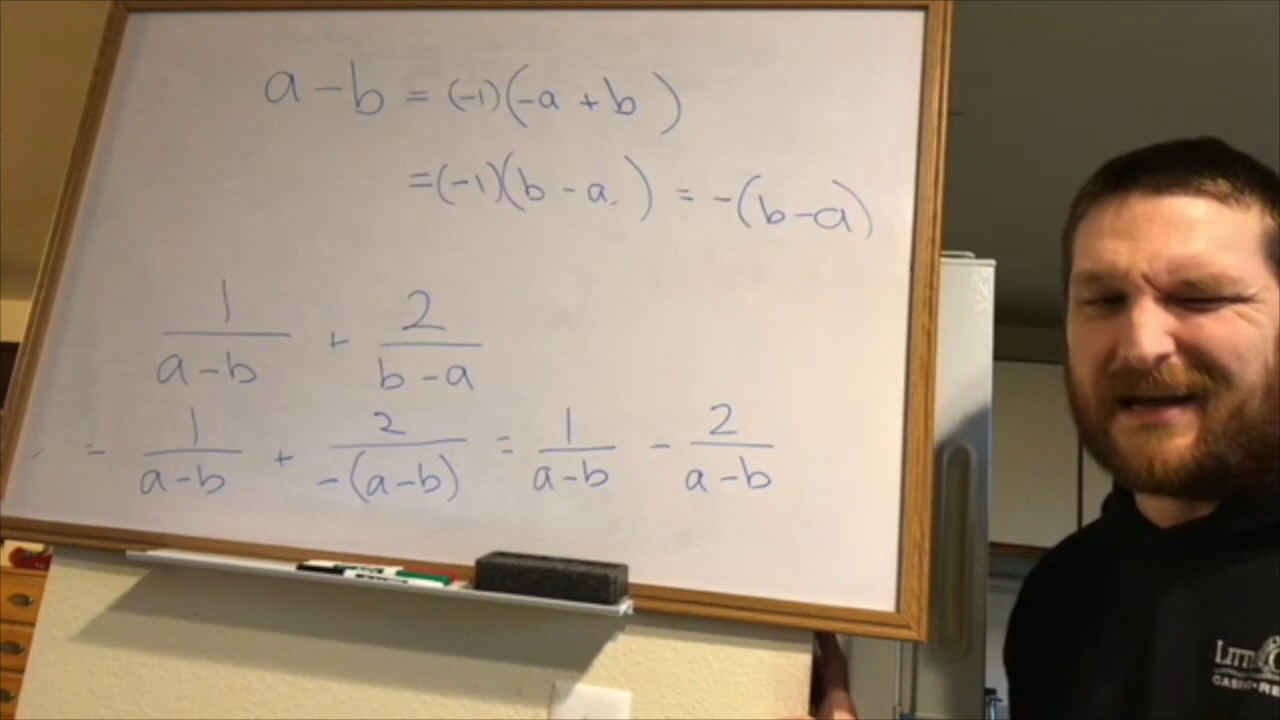 a - b = (-1)(-a + b)
= (-1)(b - a.) = -(b - a)
1/(a - b) + 2/(b - a)
= 1/(a - b) + 2/(-(a - b)) = 1/(a - b) - 2/(a - b)